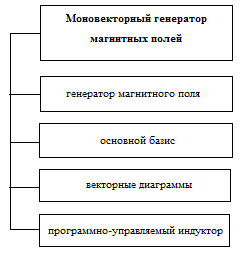 Моновекторный генератор
магнитных полей
генератор магнитного поля
основной базис
векторные диаграммы
программно-управляемый индуктор